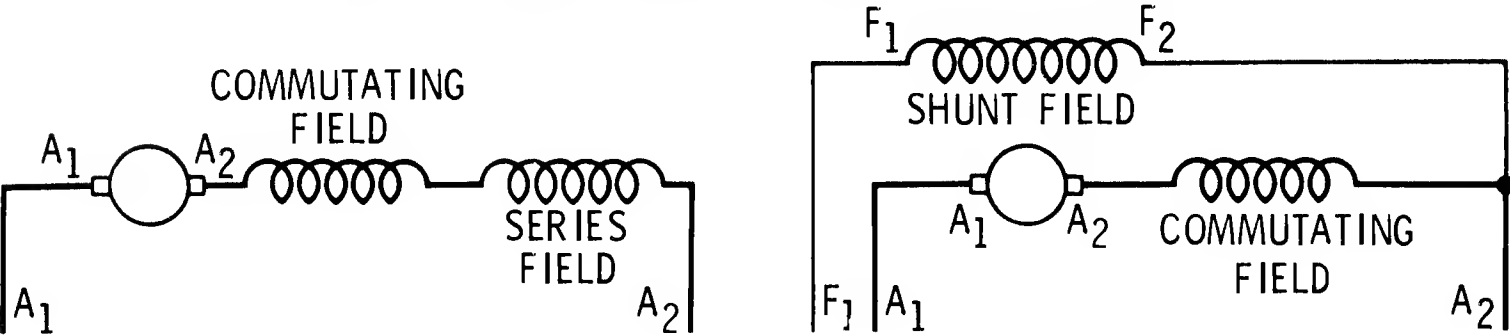 COMMUTATING
FIELD
A1
A2
SERIES
FIELD
A1
A2
F1
F2
SHUNT FIELD
A1
A2
COMMUTATING
FIELD
F1
A1
A2